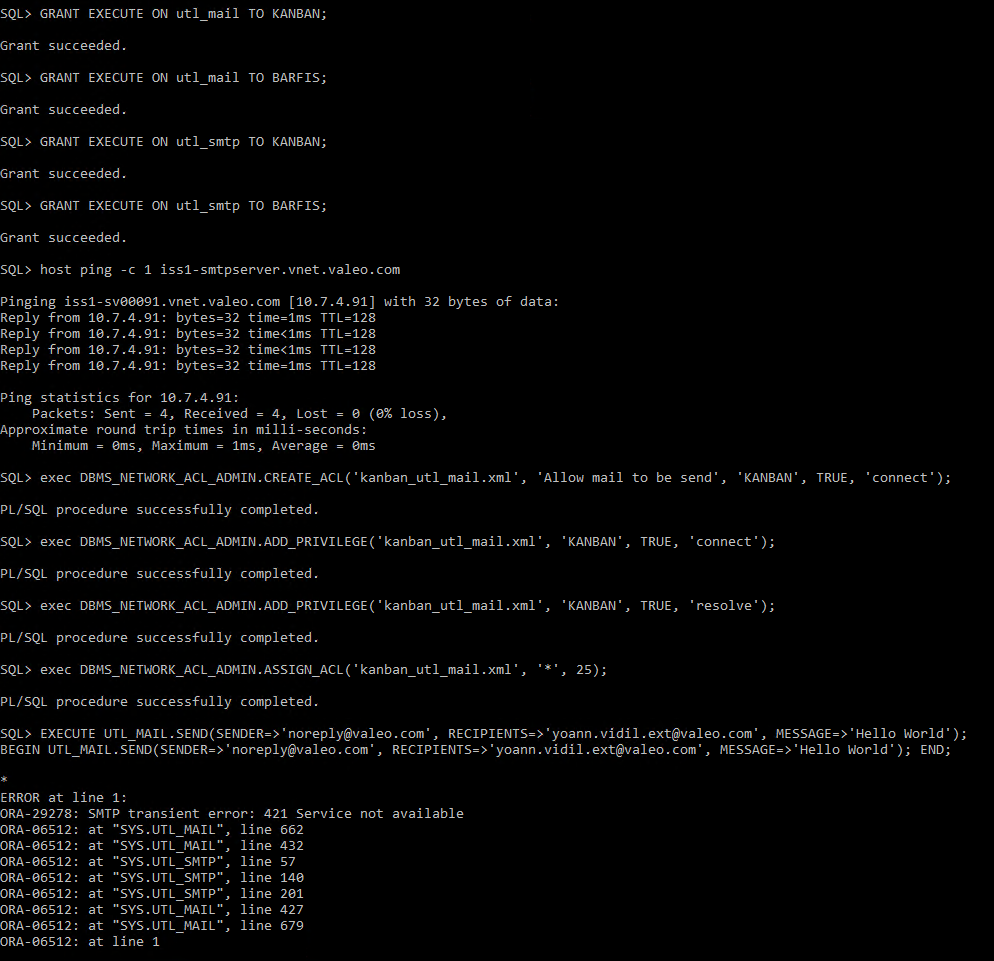 SQL> GRANT EXECUTE ON utl_mail TO KANBAN;
Grant succeeded.
SQL> GRANT EXECUTE ON utl_mail TO BARFIS;
Grant succeeded.
SQL> GRANT EXECUTE ON utl_smtp TO KANBAN;
Grant succeeded.
SQL> GRANT EXECUTE ON utl_smtp TO BARFIS;
Grant succeeded.
SQL> host ping -c 1 iss1-smtpserver.vnet.valeo.com
Pinging iss1-sv00091.vnet.valeo.com [10.7.4.91] with 32 bytes of data:
Reply from 10.7.4.91: bytes=32 time=1ms TTL=128
Reply from 10.7.4.91: bytes=32 time<1ms TTL=128
Reply from 10.7.4.91: bytes=32 time<1ms TTL=128
Reply from 10.7.4.91: bytes=32 time=1ms TTL=128
Ping statistics for 10.7.4.91:
    Packets: Sent = 4, Received = 4, Lost = 0 (0% loss),
Approximate round trip times in milli-seconds:
    Minimum = 0ms, Maximum = 1ms, Average = 0ms
SQL> exec DBMS_NETWORK_ACL_ADMIN.CREATE_ACL('kanban_utl_mail.xml', 'Allow mail to be send', 'KANBAN', TRUE, 'connect');
PL/SQL procedure successfully completed.
SQL> exec DBMS_NETWORK_ACL_ADMIN.ADD_PRIVILEGE('kanban_utl_mail.xml', 'KANBAN', TRUE, 'connect');
PL/SQL procedure successfully completed.
SQL> exec DBMS_NETWORK_ACL_ADMIN.ADD_PRIVILEGE('kanban_utl_mail.xml', 'KANBAN', TRUE, 'resolve');
PL/SQL procedure successfully completed.
SQL> exec DBMS_NETWORK_ACL_ADMIN.ASSIGN_ACL('kanban_utl_mail.xml', '*', 25);
PL/SQL procedure successfully completed.
SQL> EXECUTE UTL_MAIL.SEND(SENDER=>'noreply@valeo.com', RECIPIENTS=>'yoann.vidil.ext@valeo.com', MESSAGE=>'Hello World');
BEGIN UTL_MAIL.SEND(SENDER=>'noreply@valeo.com', RECIPIENTS=>'yoann.vidil.ext@valeo.com', MESSAGE=>'Hello World'); END;
*
ERROR at line 1:
ORA-29278: SMTP transient error: 421 Service not available
ORA-06512: at "SYS.UTL_MAIL", line 662
ORA-06512: at "SYS.UTL_MAIL", line 432
ORA-06512: at "SYS.UTL_SMTP", line 57
ORA-06512: at "SYS.UTL_SMTP", line 140
ORA-06512: at "SYS.UTL_SMTP", line 201
ORA-06512: at "SYS.UTL_MAIL", line 427
ORA-06512: at "SYS.UTL_MAIL", line 679
ORA-06512: at line 1